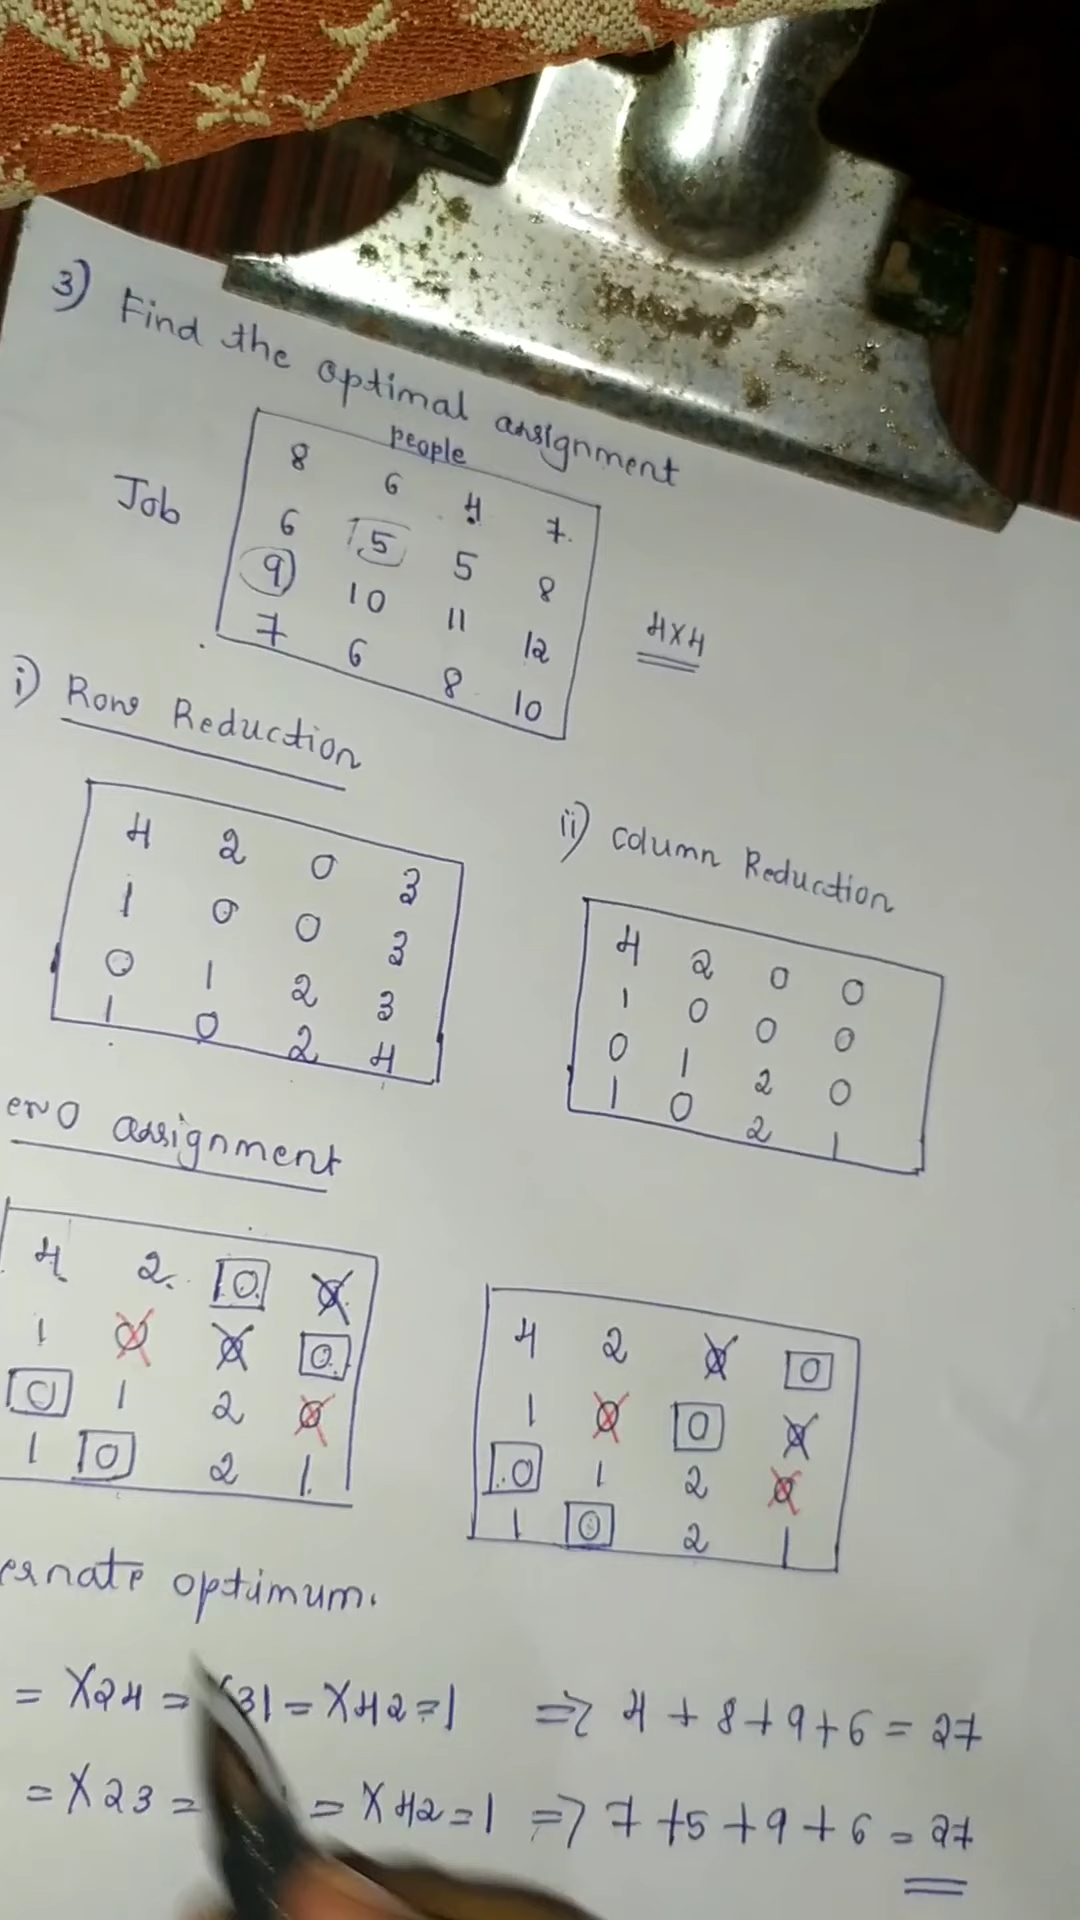 3) Find the optimal assignment
people
Job
8 6 4 7
6 5 5 8
9 10 11 12
7 6 8 10
4x4
i) Row Reduction
4 2 0 3
1 0 0 3
0 1 2 3
1 0 2 4
ii) Column Reduction
4 2 0 0
1 0 0 0
0 1 2 0
1 0 2 1
ero assignment
4 2 0 0
1 0 0 0
0 1 2 0
1 0 2 1
4 2 0 0
1 0 0 0
0 1 2 0
1 0 2 1
ernate optimum.
= X24 = X31 = X42 = 1 => 4 + 8 + 9 + 6 = 27
= X23 = = X42 = 1 => 7 + 5 + 9 + 6 = 27